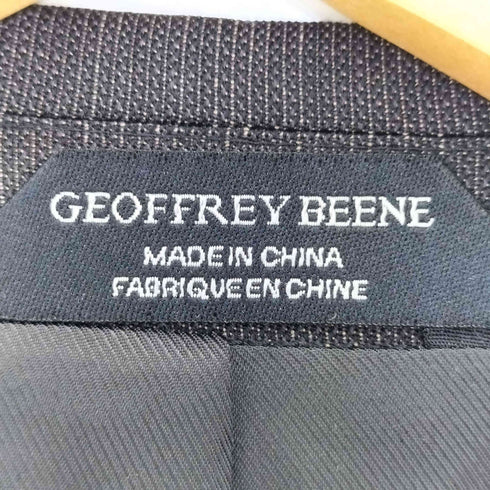 GEOFFREY BEENE
MADE IN CHINA
FABRIQUE EN CHINE